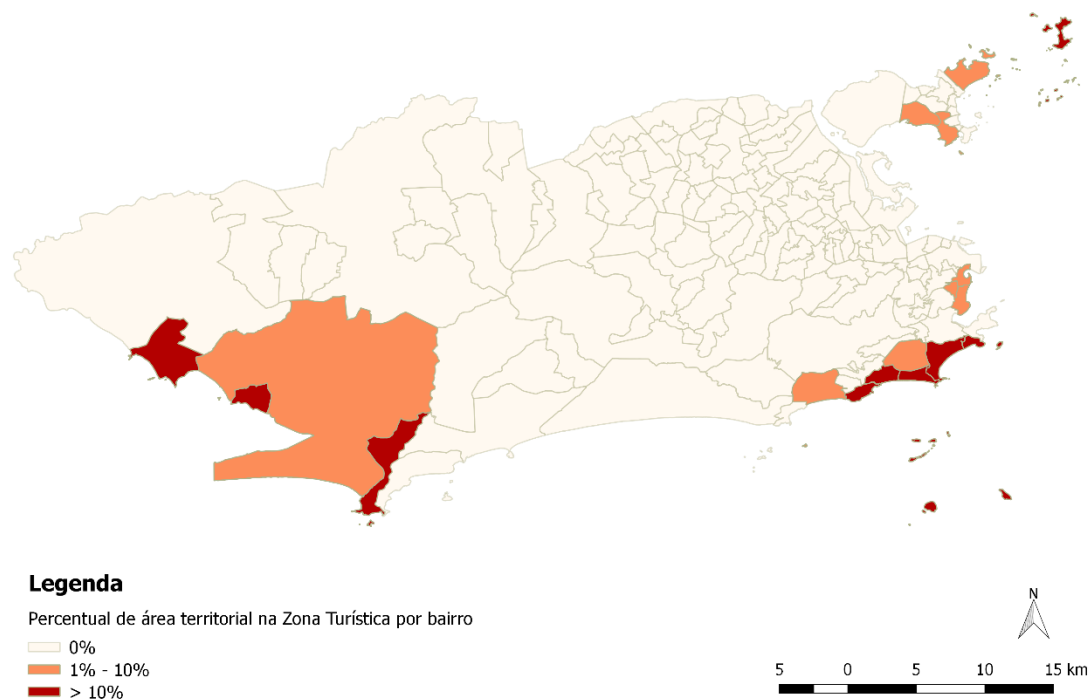 Legenda
Percentual de área territorial na Zona Turística por bairro
0%
1% - 10%
> 10%
N
5 0 5 10 15 km